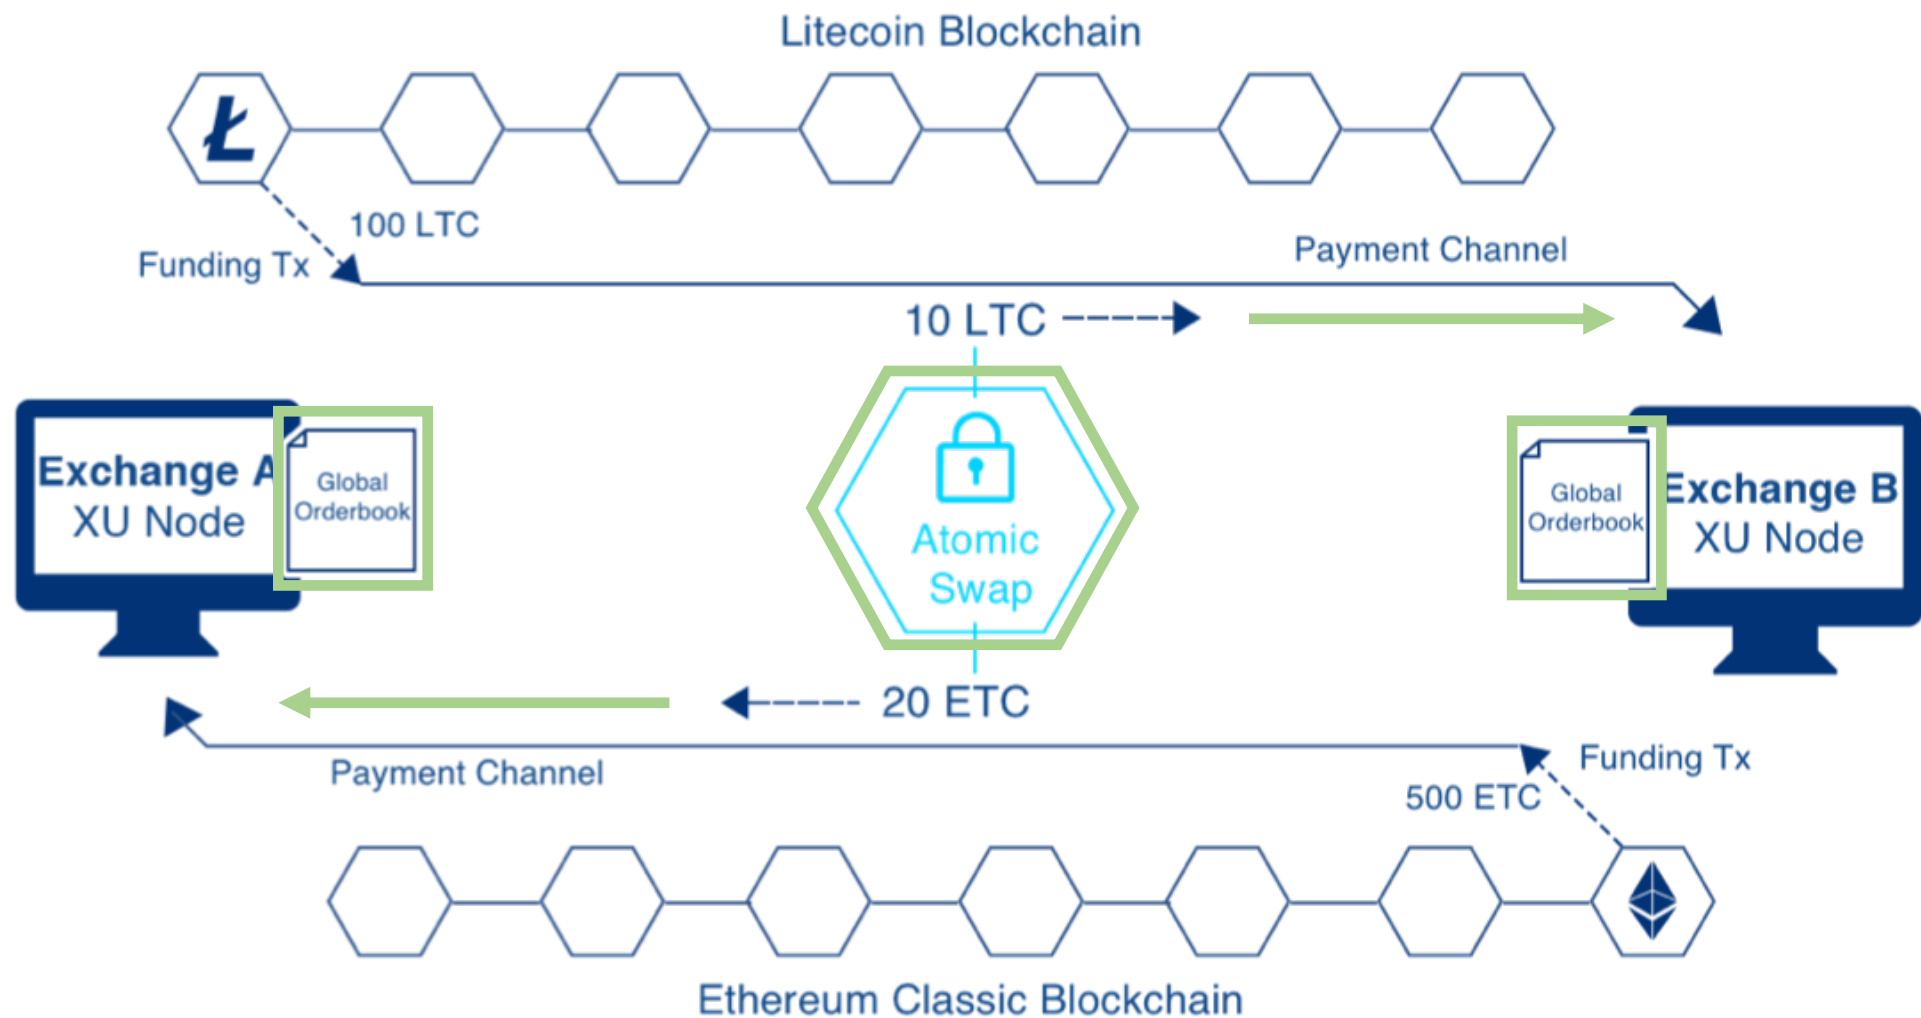 Litecoin Blockchain
100 LTC
Funding Tx
Payment Channel
10 LTC
Exchange A
XU Node
Global
Orderbook
Atomic
Swap
Global
Orderbook
Exchange B
XU Node
20 ETC
Payment Channel
Funding Tx
500 ETC
Ethereum Classic Blockchain